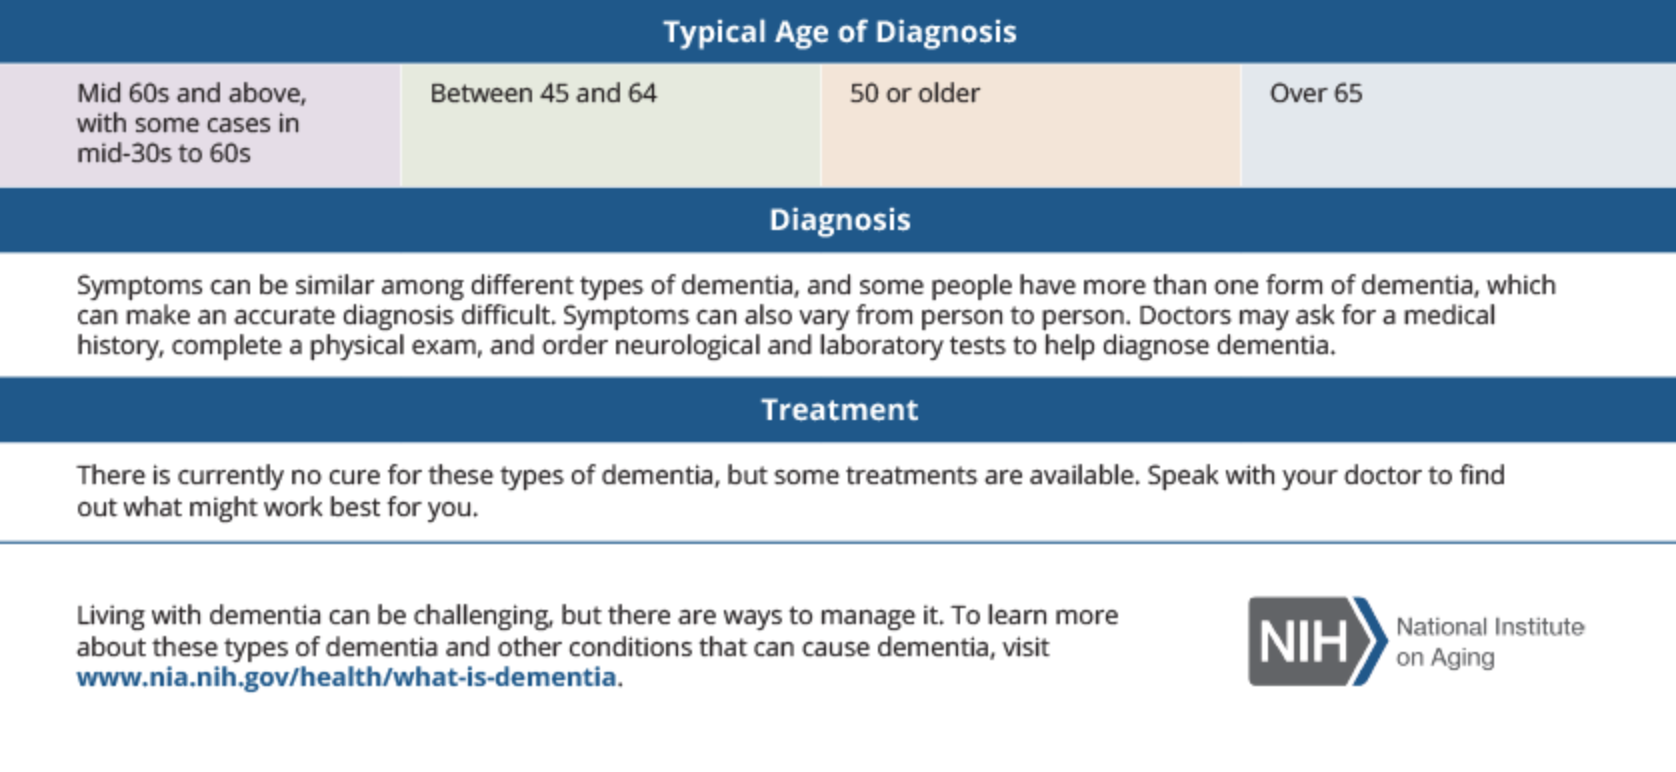 Typical Age of Diagnosis
Mid 60s and above,
with some cases in
mid-30s to 60s
Between 45 and 64
50 or older
Over 65
Diagnosis
Symptoms can be similar among different types of dementia, and some people have more than one form of dementia, which
can make an accurate diagnosis difficult. Symptoms can also vary from person to person. Doctors may ask for a medical
history, complete a physical exam, and order neurological and laboratory tests to help diagnose dementia.
Treatment
There is currently no cure for these types of dementia, but some treatments are available. Speak with your doctor to find
out what might work best for you.
Living with dementia can be challenging, but there are ways to manage it. To learn more
about these types of dementia and other conditions that can cause dementia, visit
www.nia.nih.gov/health/what-is-dementia.
NIH
National Institute
on Aging